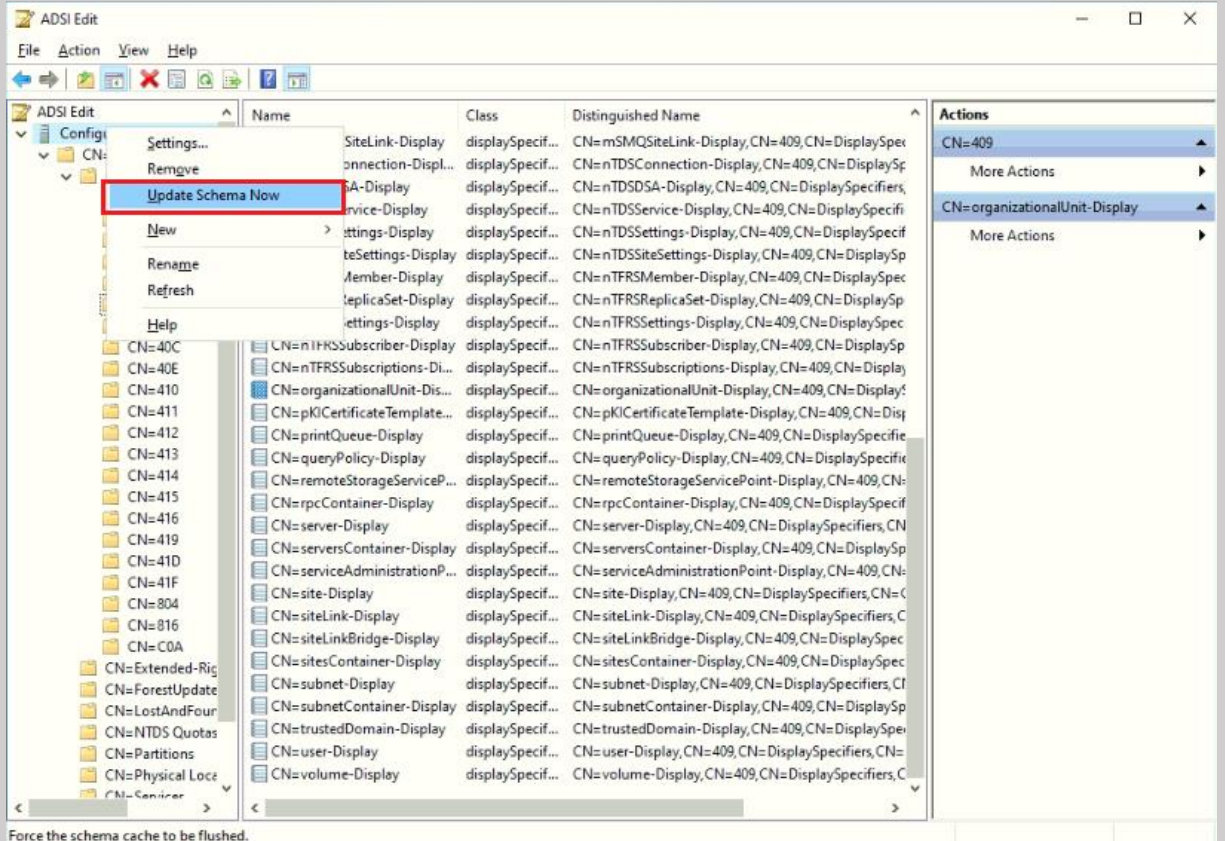 ADSI Edit
File Action View Help
ADSI Edit
Configu
CN=
Settings...
Remove
Update Schema Now
New
Rename
Refresh
Help
CN=40C
CN=40E
CN=410
CN=411
CN=412
CN=413
CN=414
CN=415
CN=416
CN=419
CN=41D
CN=41F
CN=804
CN=816
CN=C0A
CN=Extended-Rig
CN=ForestUpdate
CN=LostAndFour
CN=NTDS Quotas
CN=Partitions
CN=Physical Loca
CN=Services
Name Class Distinguished Name
SiteLink-Display displaySpecif... CN=mSMQSiteLink-Display,CN=409,CN=DisplaySpec
onnection-Displ... displaySpecif... CN=nTDSConnection-Display,CN=409,CN=DisplaySp
SA-Display displaySpecif... CN=nTDSDSA-Display,CN=409,CN=DisplaySpecifiers,
rvice-Display displaySpecif... CN=nTDSService-Display,CN=409,CN=DisplaySpecifi
ettings-Display displaySpecif... CN=nTDSSettings-Display,CN=409,CN=DisplaySpecif
teSettings-Display displaySpecif... CN=nTDSSiteSettings-Display,CN=409,CN=DisplaySp
Member-Display displaySpecif... CN=nTFRSMember-Display,CN=409,CN=DisplaySpec
ReplicaSet-Display displaySpecif... CN=nTFRSReplicaSet-Display,CN=409,CN=DisplaySp
ettings-Display displaySpecif... CN=nTFRSSettings-Display,CN=409,CN=DisplaySpec
CN=nTFRSSubscriber-Display displaySpecif... CN=nTFRSSubscriber-Display,CN=409,CN=DisplaySp
CN=nTFRSSubscriptions-Di... displaySpecif... CN=nTFRSSubscriptions-Display,CN=409,CN=Display
CN=organizationalUnit-Dis... displaySpecif... CN=organizationalUnit-Display,CN=409,CN=DisplayS
CN=pKICertificateTemplate... displaySpecif... CN=pKICertificateTemplate-Display,CN=409,CN=Disp
CN=printQueue-Display displaySpecif... CN=printQueue-Display,CN=409,CN=DisplaySpecifie
CN=queryPolicy-Display displaySpecif... CN=queryPolicy-Display,CN=409,CN=DisplaySpecifie
CN=remoteStorageServiceP... displaySpecif... CN=remoteStorageServicePoint-Display,CN=409,CN=
CN=rpcContainer-Display displaySpecif... CN=rpcContainer-Display,CN=409,CN=DisplaySpecif
CN=server-Display displaySpecif... CN=server-Display,CN=409,CN=DisplaySpecifiers,CN
CN=serversContainer-Display displaySpecif... CN=serversContainer-Display,CN=409,CN=DisplaySp
CN=serviceAdministrationP... displaySpecif... CN=serviceAdministrationPoint-Display,CN=409,CN=
CN=site-Display displaySpecif... CN=site-Display,CN=409,CN=DisplaySpecifiers,CN=C
CN=siteLink-Display displaySpecif... CN=siteLink-Display,CN=409,CN=DisplaySpecifiers,C
CN=siteLinkBridge-Display displaySpecif... CN=siteLinkBridge-Display,CN=409,CN=DisplaySpec
CN=sitesContainer-Display displaySpecif... CN=sitesContainer-Display,CN=409,CN=DisplaySpec
CN=subnet-Display displaySpecif... CN=subnet-Display,CN=409,CN=DisplaySpecifiers,CN
CN=subnetContainer-Display displaySpecif... CN=subnetContainer-Display,CN=409,CN=DisplaySp
CN=trustedDomain-Display displaySpecif... CN=trustedDomain-Display,CN=409,CN=DisplaySpe
CN=user-Display displaySpecif... CN=user-Display,CN=409,CN=DisplaySpecifiers,CN=
CN=volume-Display displaySpecif... CN=volume-Display,CN=409,CN=DisplaySpecifiers,C
Actions
CN=409
More Actions
CN=organizationalUnit-Display
More Actions
Force the schema cache to be flushed.